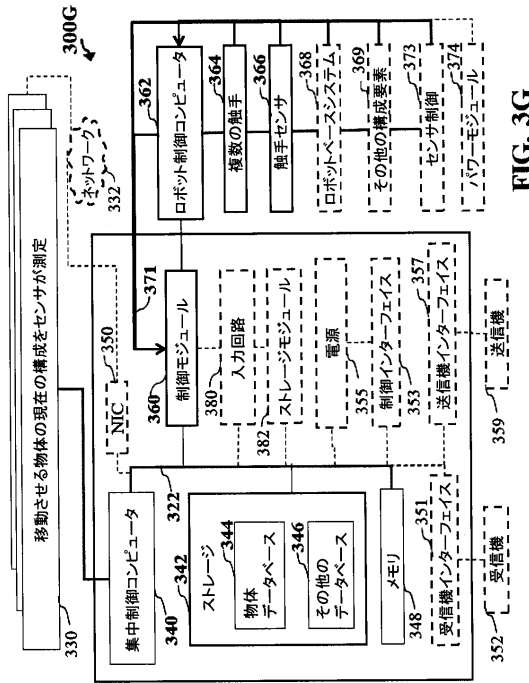 300G
移動させる物体の現在の構成をセンサが測定
330
ネットワーク
332
NIC
350
371
集中制御コンピュータ
340
322
制御モジュール
360
ロボット制御コンピュータ
362
複数の触手
364
触手センサ
366
ロボットベースシステム
368
その他の構成要素
369
センサ制御
373
パワーモジュール
374
入力回路
380
ストレージモジュール
382
電源
355
制御インターフェイス
353
送信機インターフェイス
357
送信機
359
ストレージ
342
物体
データベース
344
その他の
データベース
346
メモリ
348
受信機インターフェイス
351
受信機
352
FIG. 3G